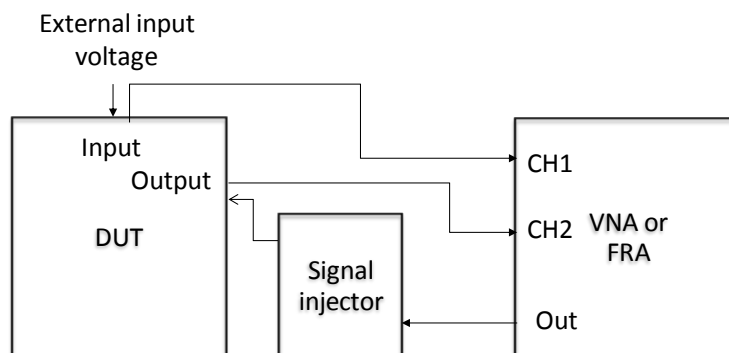 External input
voltage
Input
Output
DUT
Signal
injector
CH1
CH2
VNA or
FRA
Out